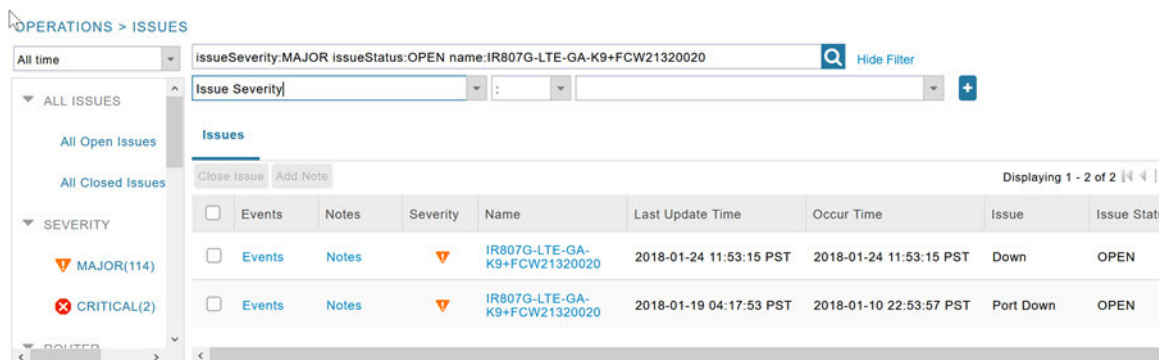 OPERATIONS > ISSUES
All time
issueSeverity:MAJOR issueStatus:OPEN name:IR807G-LTE-GA-K9+FCW21320020
Hide Filter
Issue Severity
:
ALL ISSUES
All Open Issues
All Closed Issues
SEVERITY
MAJOR(114)
CRITICAL(2)
ROUTER
Issues
Close Issue Add Note
Displaying 1 - 2 of 2
Events Notes Severity Name Last Update Time Occur Time Issue Issue Stat
Events Notes IR807G-LTE-GA-
K9+FCW21320020 2018-01-24 11:53:15 PST 2018-01-24 11:53:15 PST Down OPEN
Events Notes IR807G-LTE-GA-
K9+FCW21320020 2018-01-19 04:17:53 PST 2018-01-10 22:53:57 PST Port Down OPEN